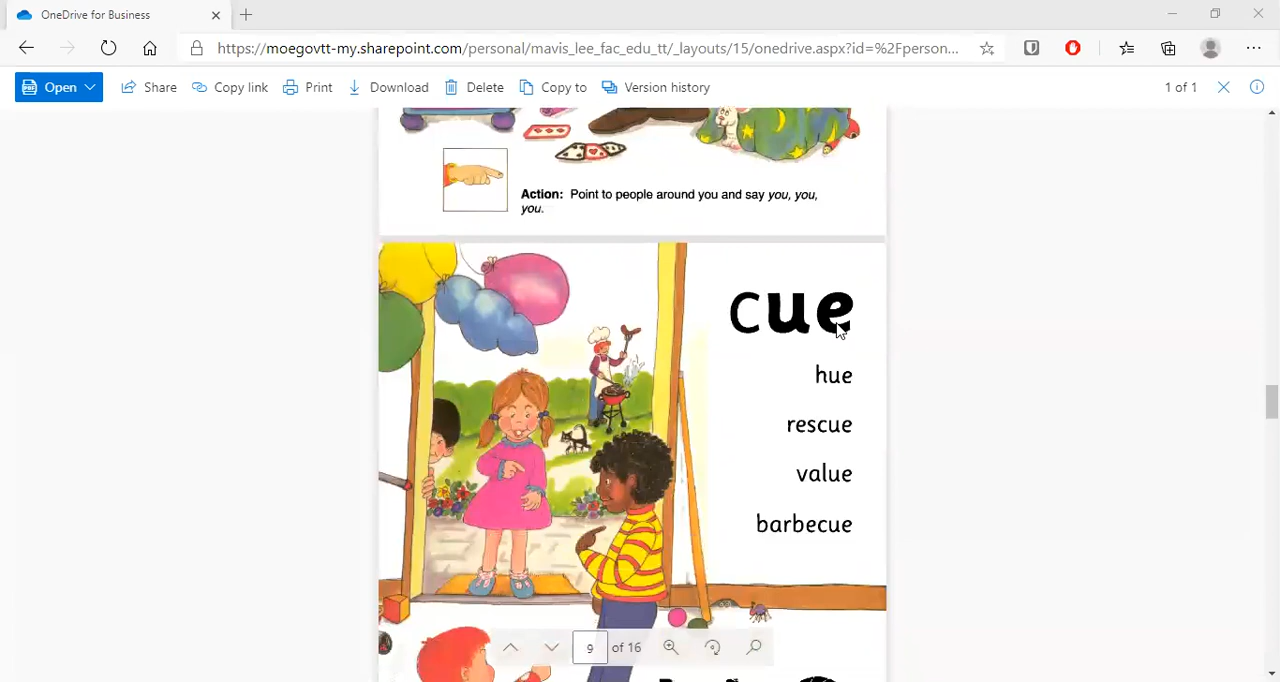 OneDrive for Business
https://moegovtt-my.sharepoint.com/personal/mavis_lee_fac_edu_tt/_layouts/15/onedrive.aspx?id=%2Fperson...
Open Share Copy link Print Download Delete Copy to Version history 1 of 1
Action: Point to people around you and say you, you,
you.
cue
hue
rescue
value
barbecue
9 of 16